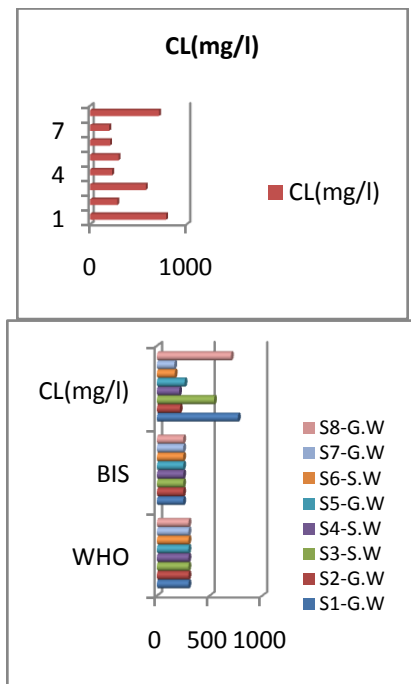 CL(mg/l)
7
4
1
0 1000
CL(mg/l)
CL(mg/l)
BIS
WHO
0 500 1000
S8-G.W
S7-G.W
S6-S.W
S5-G.W
S4-S.W
S3-S.W
S2-G.W
S1-G.W